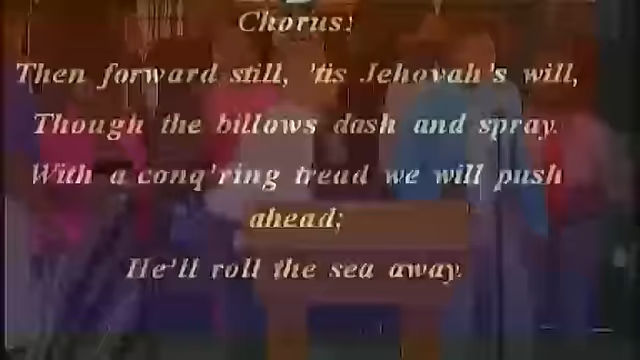 Chorus:
Then forward still, 'tis Jehovah's will,
Though the billows dash and spray.
With a conq'ring tread we will push
ahead;
He'll roll the sea away.